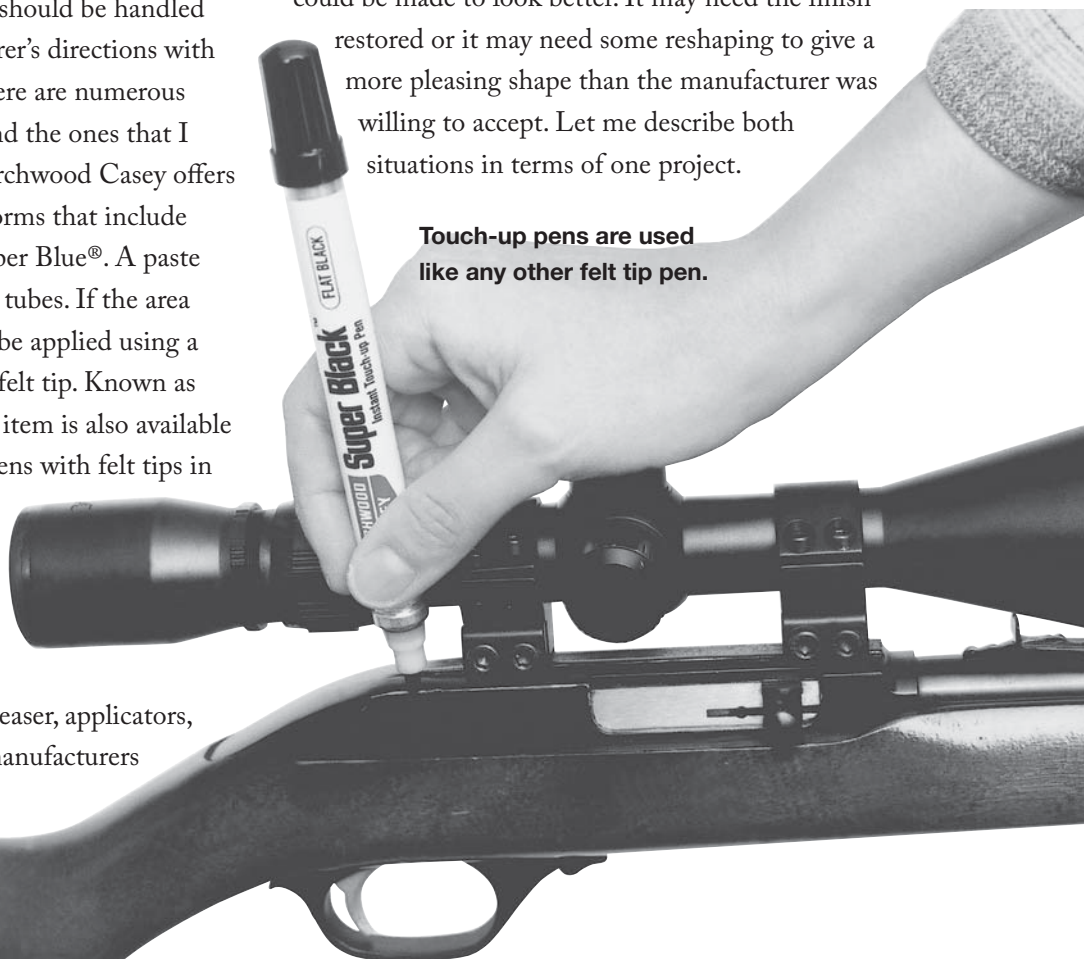 should be handled
rer's directions with
ere are numerous
nd the ones that I
rchwood Casey offers
orms that include
per Blue®. A paste
tubes. If the area
be applied using a
felt tip. Known as
item is also available
ens with felt tips in
easer, applicators,
nanufacturers
could be made to look better. It may need the finish
restored or it may need some reshaping to give a
more pleasing shape than the manufacturer was
willing to accept. Let me describe both
situations in terms of one project.
Touch-up pens are used
like any other felt tip pen.
FLAT BLACK
Super Black™
Instant Touch-up Pen
HWOOD
EY